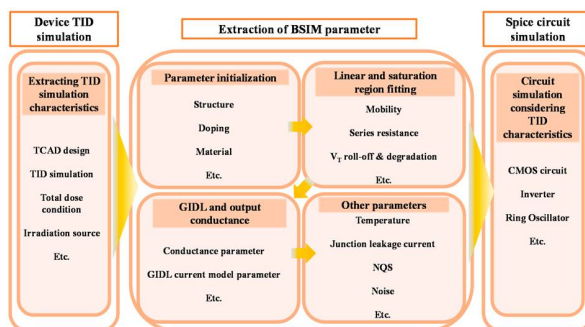 Device TID
simulation
Extraction of BSIM parameter
Spice circuit
simulation
Extracting TID
simulation
characteristics
TCAD design
TID simulation
Total dose
condition
Irradiation source
Etc.
Parameter initialization
Structure
Doping
Material
Etc.
Linear and saturation
region fitting
Mobility
Series resistance
V_T roll-off & degradation
Etc.
GIDL and output
conductance
Conductance parameter
GIDL current model parameter
Etc.
Other parameters
Temperature
Junction leakage current
NQS
Noise
Etc.
Circuit
simulation
considering
TID
characteristics
CMOS circuit
Inverter
Ring Oscillator
Etc.